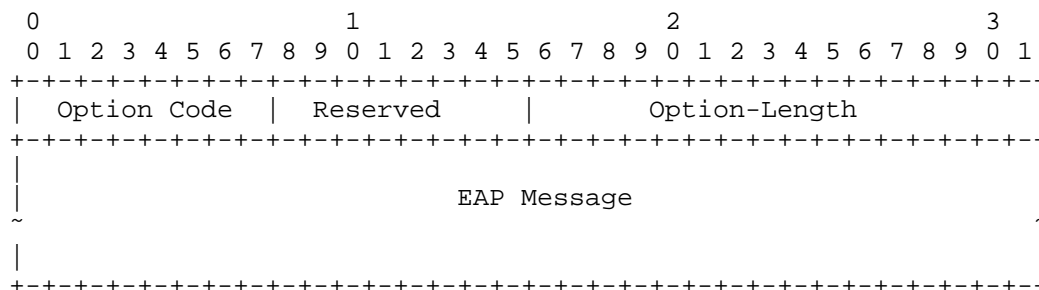 0                   1                   2                   3
0 1 2 3 4 5 6 7 8 9 0 1 2 3 4 5 6 7 8 9 0 1 2 3 4 5 6 7 8 9 0 1
+-+-+-+-+-+-+-+-+-+-+-+-+-+-+-+-+-+-+-+-+-+-+-+-+-+-+-+-+-+-+-+-
|  Option Code  |  Reserved     |       Option-Length
+-+-+-+-+-+-+-+-+-+-+-+-+-+-+-+-+-+-+-+-+-+-+-+-+-+-+-+-+-+-+-+-
|
|                           EAP Message
~                                                               ~
|
+-+-+-+-+-+-+-+-+-+-+-+-+-+-+-+-+-+-+-+-+-+-+-+-+-+-+-+-+-+-+-+-